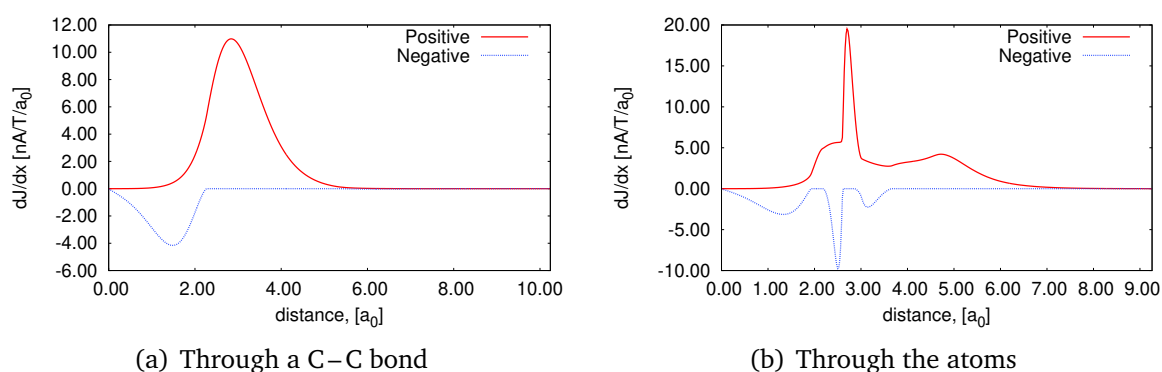 12.00
10.00
8.00
6.00
4.00
2.00
0.00
-2.00
-4.00
-6.00
0.00 2.00 4.00 6.00 8.00 10.00
dJ/dx [nA/T/a0]
distance, [a0]
Positive
Negative
(a) Through a C–C bond
20.00
15.00
10.00
5.00
0.00
-5.00
-10.00
0.00 1.00 2.00 3.00 4.00 5.00 6.00 7.00 8.00 9.00
dJ/dx [nA/T/a0]
distance, [a0]
Positive
Negative
(b) Through the atoms